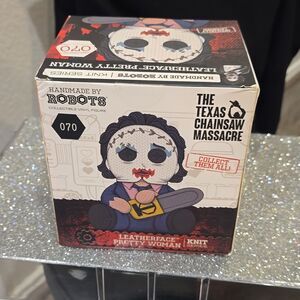 070
LEATHERFACE PRETTY WOMAN
HANDMADE BY ROBOTS | KNIT SERIES
HANDMADE BY
ROBOTS
COLLECTIBLE VINYL FIGURE
070
THE
TEXAS
CHAINSAW
MASSACRE
COLLECT
THEM ALL!
LEATHERFACE
PRETTY WOMAN
KNIT
SERIES